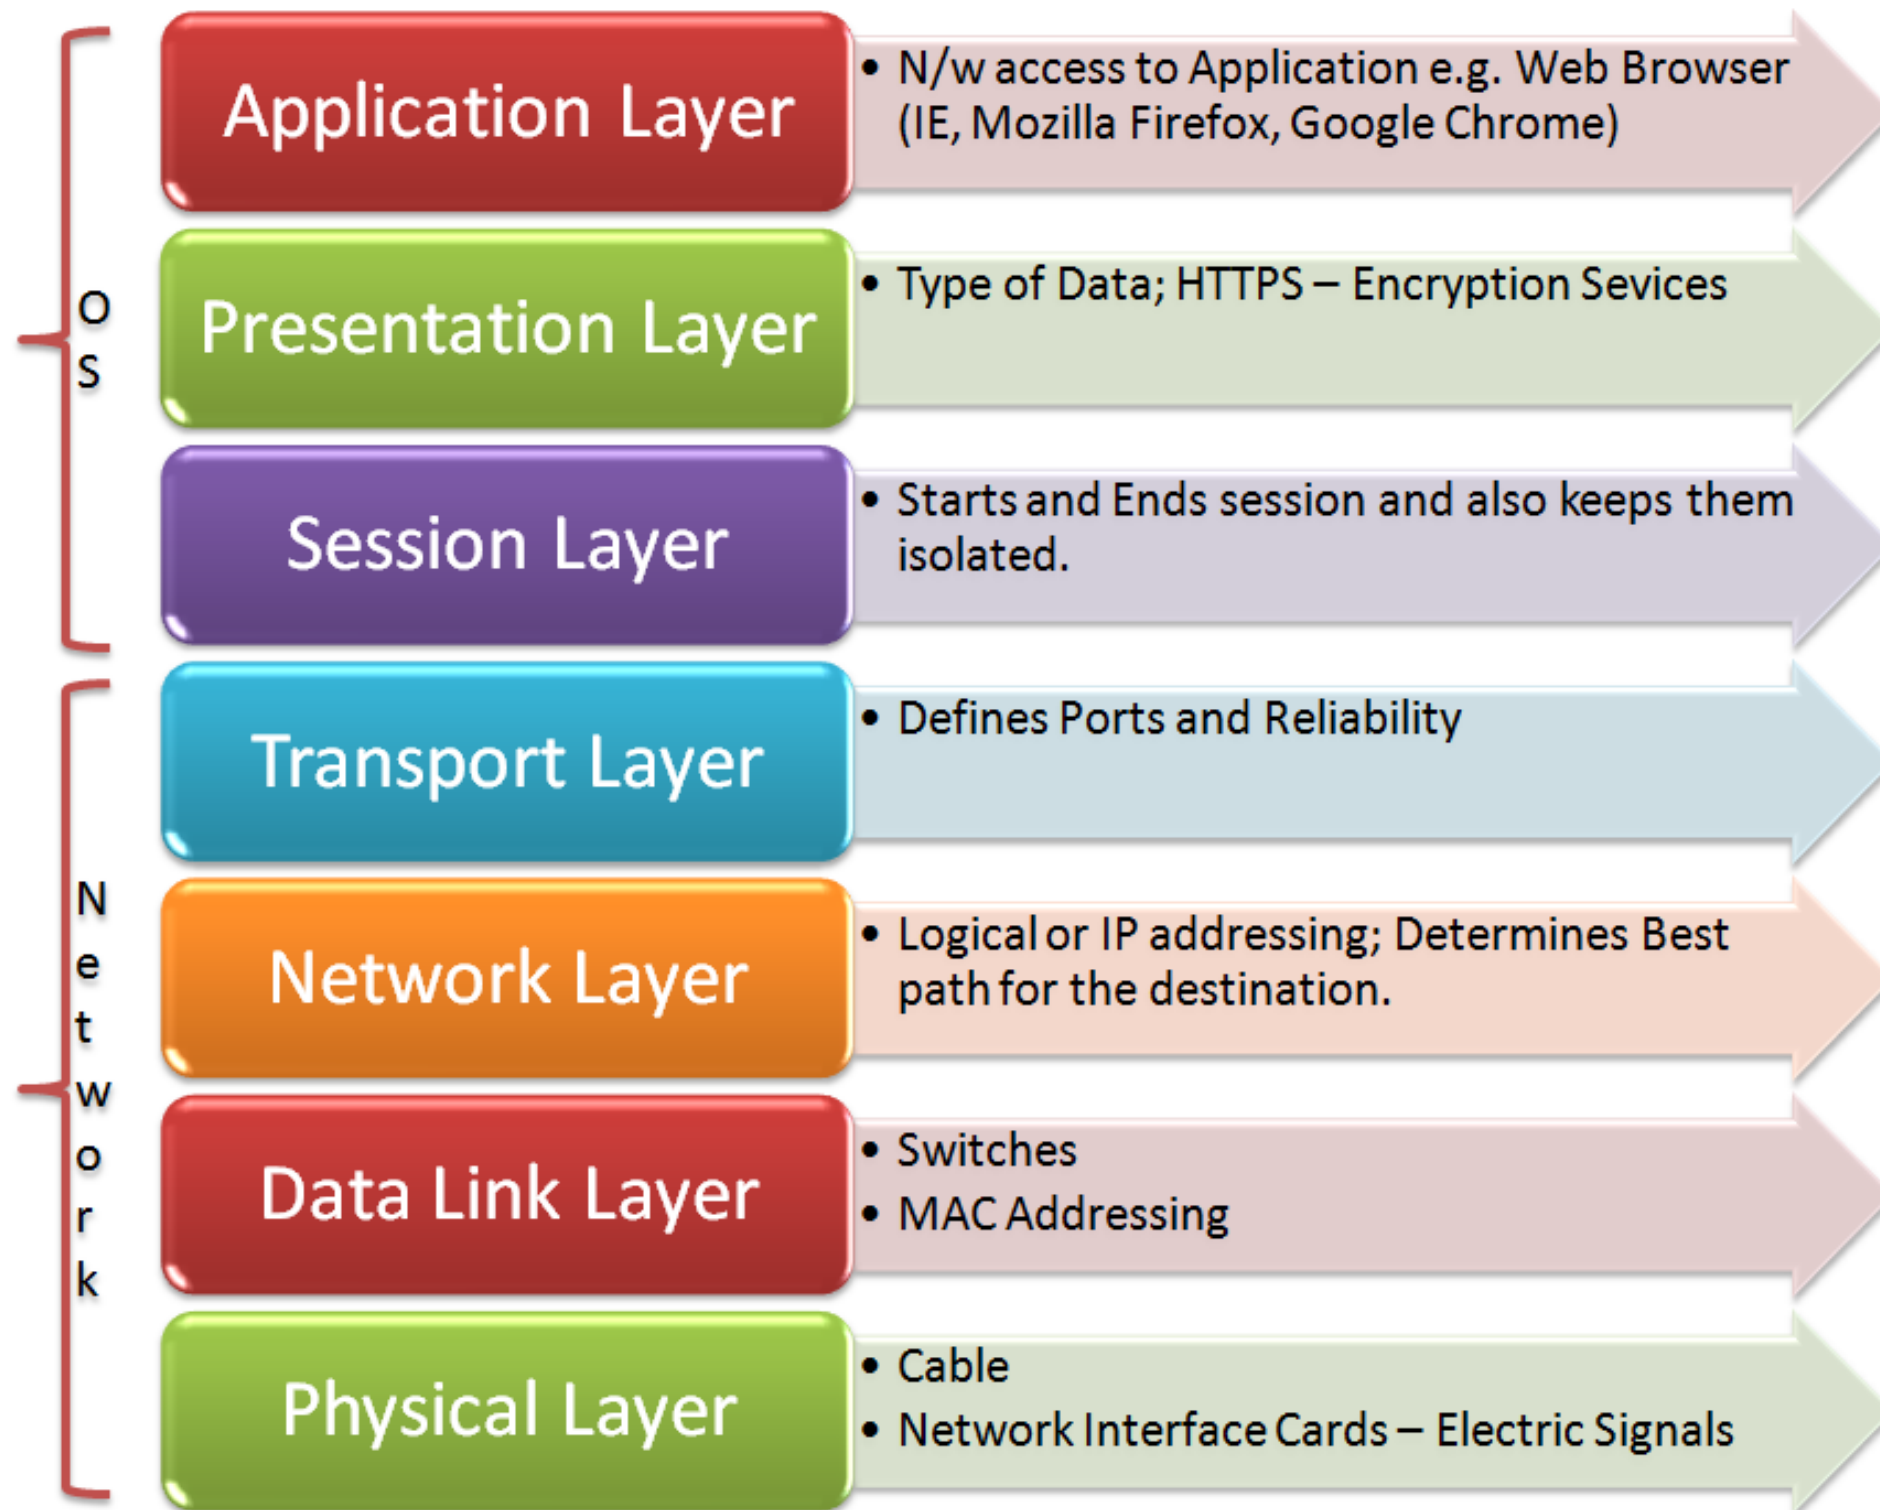 OS
Application Layer
• N/w access to Application e.g. Web Browser
(IE, Mozilla Firefox, Google Chrome)
Presentation Layer
• Type of Data; HTTPS – Encryption Sevices
Session Layer
• Starts and Ends session and also keeps them
isolated.
Network
Transport Layer
• Defines Ports and Reliability
Network Layer
• Logical or IP addressing; Determines Best
path for the destination.
Data Link Layer
• Switches
• MAC Addressing
Physical Layer
• Cable
• Network Interface Cards – Electric Signals